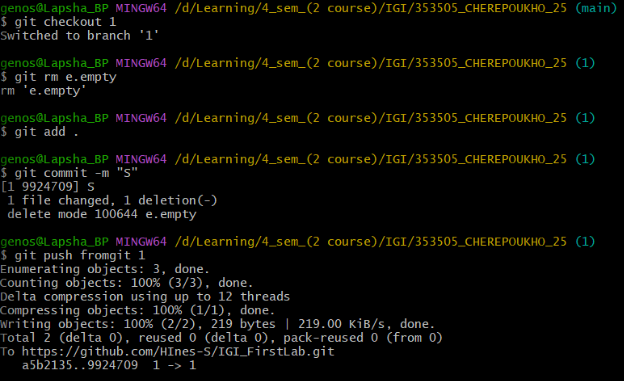 genos@Lapsha_BP MINGW64 /d/Learning/4_sem_(2 course)/IGI/353505_CHEREPOUKHO_25 (main)
$ git checkout 1
Switched to branch '1'
genos@Lapsha_BP MINGW64 /d/Learning/4_sem_(2 course)/IGI/353505_CHEREPOUKHO_25 (1)
$ git rm e.empty
rm 'e.empty'
genos@Lapsha_BP MINGW64 /d/Learning/4_sem_(2 course)/IGI/353505_CHEREPOUKHO_25 (1)
$ git add .
genos@Lapsha_BP MINGW64 /d/Learning/4_sem_(2 course)/IGI/353505_CHEREPOUKHO_25 (1)
$ git commit -m "S"
[1 9924709] S
1 file changed, 1 deletion(-)
delete mode 100644 e.empty
genos@Lapsha_BP MINGW64 /d/Learning/4_sem_(2 course)/IGI/353505_CHEREPOUKHO_25 (1)
$ git push fromgit 1
Enumerating objects: 3, done.
Counting objects: 100% (3/3), done.
Delta compression using up to 12 threads
Compressing objects: 100% (1/1), done.
Writing objects: 100% (2/2), 219 bytes | 219.00 KiB/s, done.
Total 2 (delta 0), reused 0 (delta 0), pack-reused 0 (from 0)
To https://github.com/HInes-S/IGI_FirstLab.git
a5b2135..9924709  1 -> 1